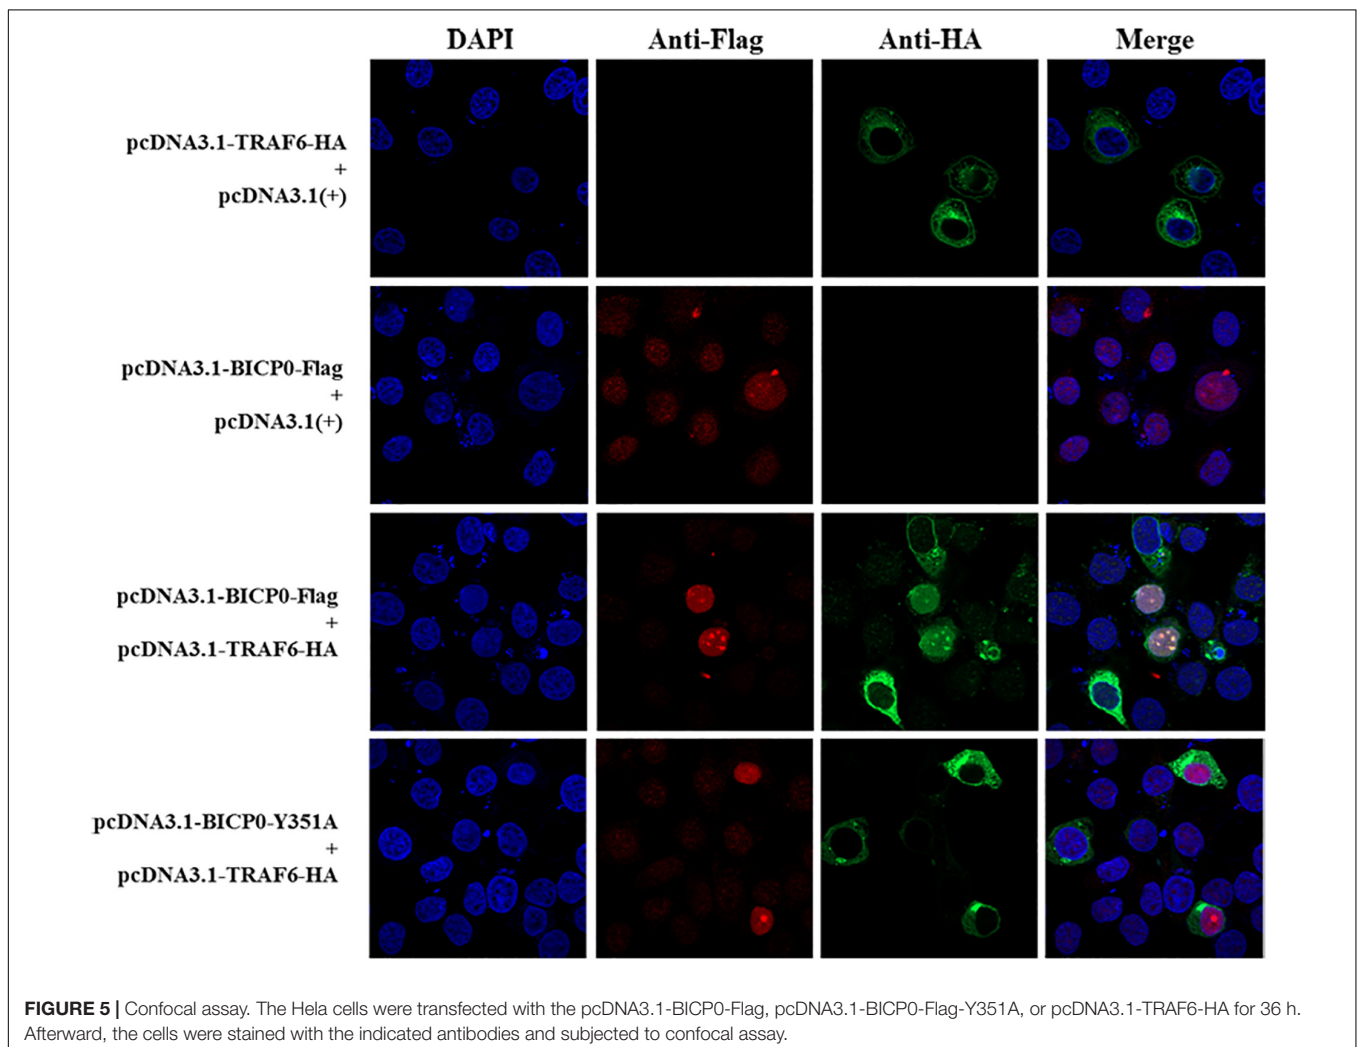 DAPI Anti-Flag Anti-HA Merge
pcDNA3.1-TRAF6-HA
+
pcDNA3.1(+)
pcDNA3.1-BICP0-Flag
+
pcDNA3.1(+)
pcDNA3.1-BICP0-Flag
+
pcDNA3.1-TRAF6-HA
pcDNA3.1-BICP0-Y351A
+
pcDNA3.1-TRAF6-HA
FIGURE 5 | Confocal assay. The Hela cells were transfected with the pcDNA3.1-BICP0-Flag, pcDNA3.1-BICP0-Flag-Y351A, or pcDNA3.1-TRAF6-HA for 36 h.
Afterward, the cells were stained with the indicated antibodies and subjected to confocal assay.